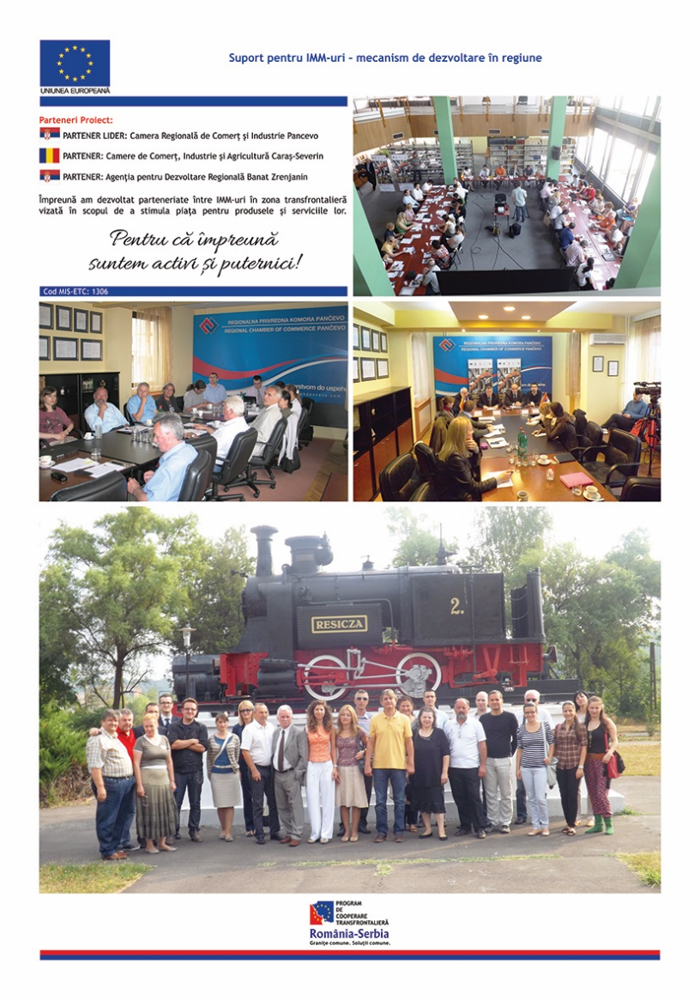 Suport pentru IMM-uri – mecanism de dezvoltare în regiune
UNIUNEA EUROPEANĂ
Parteneri Proiect:
PARTENER LIDER: Camera Regională de Comerț și Industrie Pancevo
PARTENER: Camere de Comerț, Industrie și Agricultură Caraș-Severin
PARTENER: Agenția pentru Dezvoltare Regională Banat Zrenjanin
Împreună am dezvoltat parteneriate între IMM-uri în zona transfrontalieră
vizată în scopul de a stimula piața pentru produsele și serviciile lor.
Pentru că împreună
suntem activi și puternici!
Cod MIS-ETC: 1306
REGIONALNA PRIVREDNA KOMORA PANČEVO
REGIONAL CHAMBER OF COMMERCE PANČEVO
rstvom do uspeha
REGIONALNA PRIVREDNA KOMORA PANČEVO
REGIONAL CHAMBER OF COMMERCE PANČEVO
RESICZA
2.
PROGRAM
DE
COOPERARE
TRANSFRONTALIERĂ
România-Serbia
Granițe comune. Soluții comune.